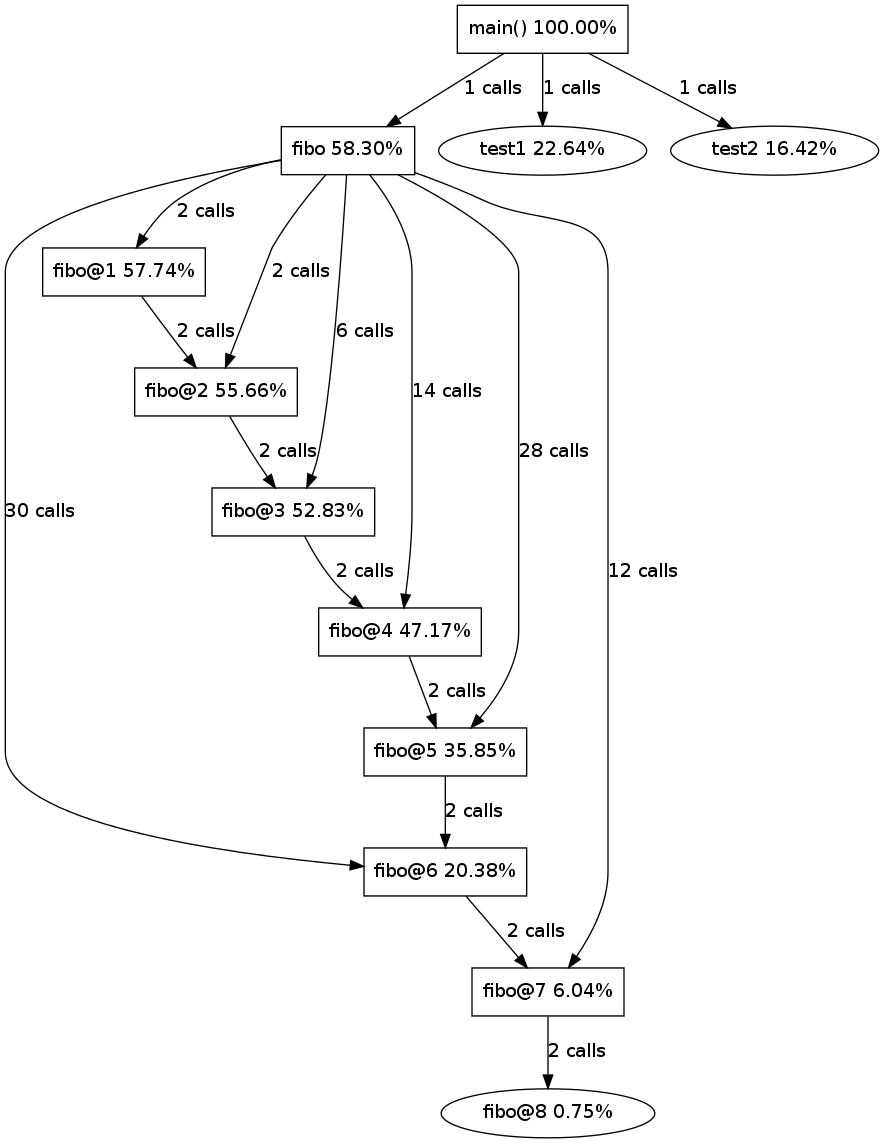 main() 100.00%
1 calls
1 calls
1 calls
fibo 58.30%
test1 22.64%
test2 16.42%
2 calls
fibo@1 57.74%
2 calls
2 calls
6 calls
fibo@2 55.66%
14 calls
2 calls
28 calls
30 calls
fibo@3 52.83%
2 calls
12 calls
fibo@4 47.17%
2 calls
fibo@5 35.85%
2 calls
fibo@6 20.38%
2 calls
fibo@7 6.04%
2 calls
fibo@8 0.75%